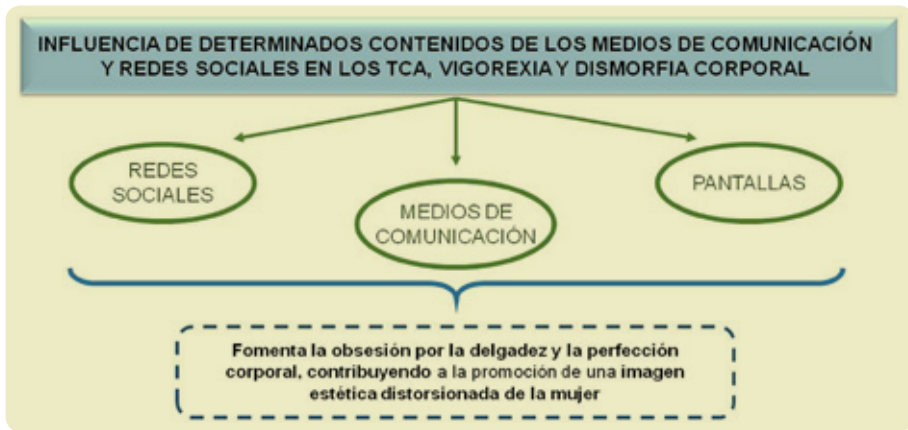 INFLUENCIA DE DETERMINADOS CONTENIDOS DE LOS MEDIOS DE COMUNICACIÓN
Y REDES SOCIALES EN LOS TCA, VIGOREXIA Y DISMORFIA CORPORAL
REDES
SOCIALES
MEDIOS DE
COMUNICACIÓN
PANTALLAS
Fomenta la obsesión por la delgadez y la perfección
corporal, contribuyendo a la promoción de una imagen
estética distorsionada de la mujer